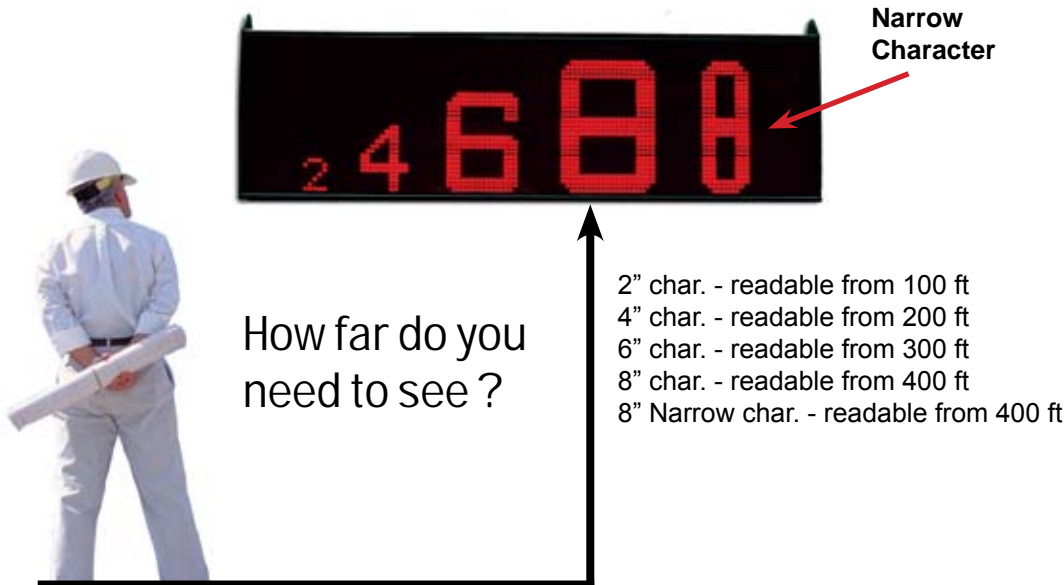 Narrow
Character
2 4 6 8 8
How far do you
need to see ?
2” char. - readable from 100 ft
4” char. - readable from 200 ft
6” char. - readable from 300 ft
8” char. - readable from 400 ft
8” Narrow char. - readable from 400 ft